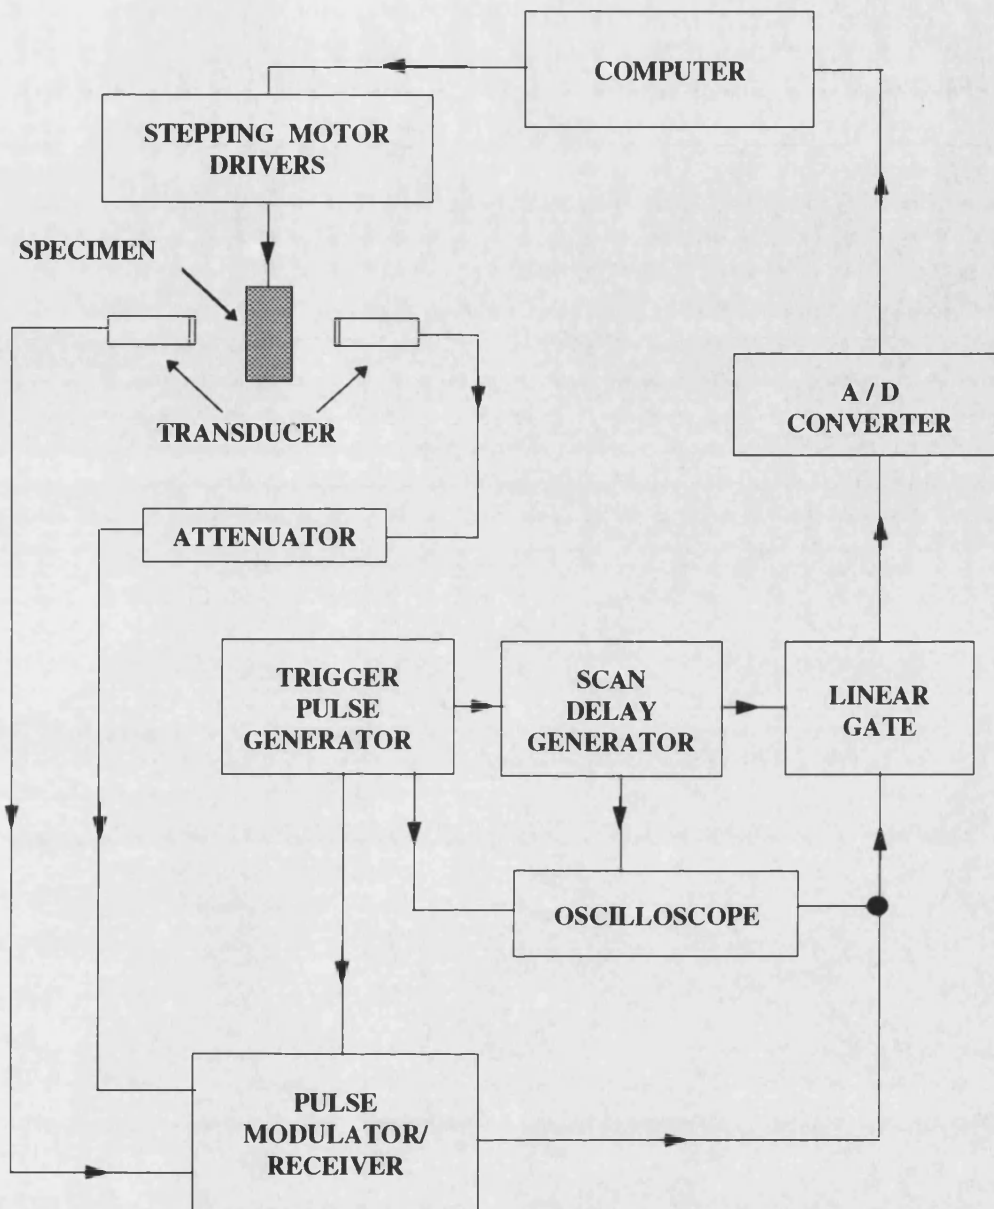 COMPUTER
STEPPING MOTOR
DRIVERS
SPECIMEN
TRANSDUCER
A / D
CONVERTER
ATTENUATOR
TRIGGER
PULSE
GENERATOR
SCAN
DELAY
GENERATOR
LINEAR
GATE
OSCILLOSCOPE
PULSE
MODULATOR/
RECEIVER